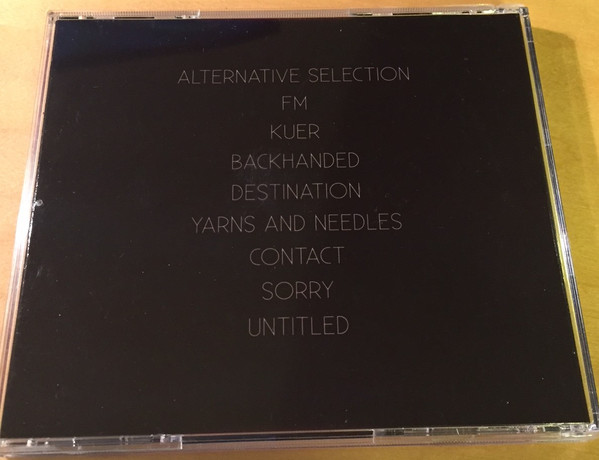 ALTERNATIVE SELECTION
FM
KUER
BACKHANDED
DESTINATION
YARNS AND NEEDLES
CONTACT
SORRY
UNTITLED